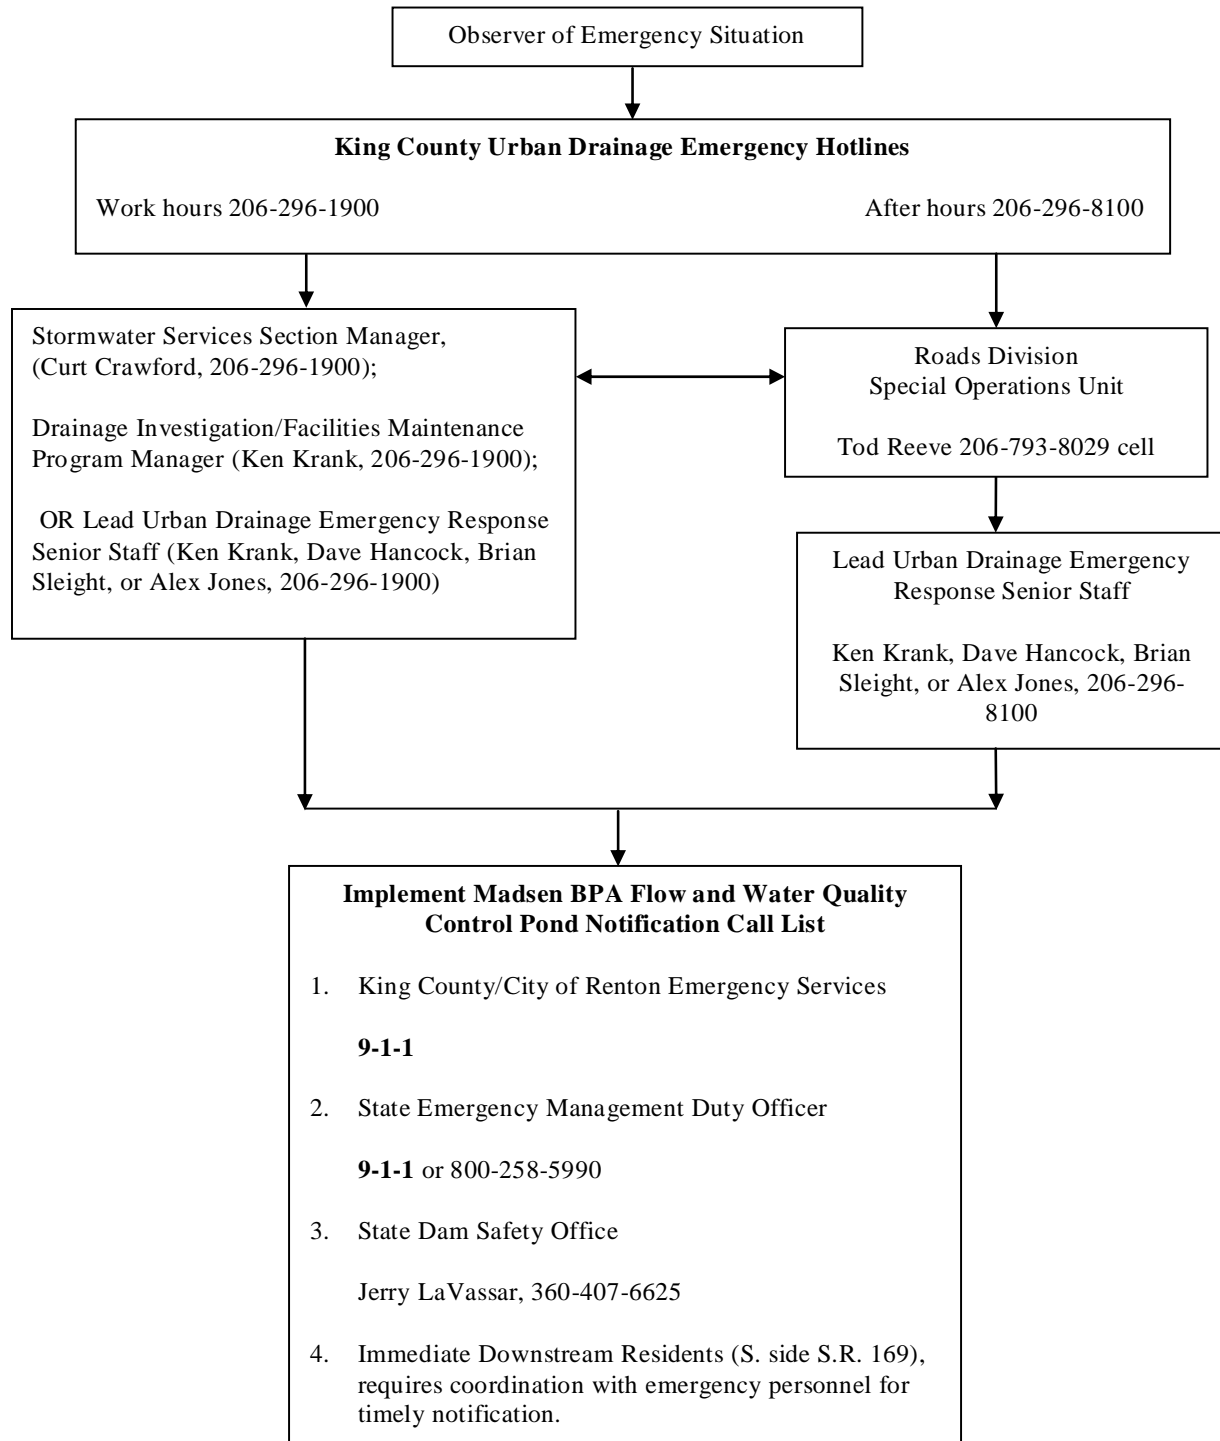 Observer of Emergency Situation
King County Urban Drainage Emergency Hotlines
Work hours 206-296-1900
After hours 206-296-8100
Stormwater Services Section Manager,
(Curt Crawford, 206-296-1900);
Drainage Investigation/Facilities Maintenance
Program Manager (Ken Krank, 206-296-1900);
OR Lead Urban Drainage Emergency Response
Senior Staff (Ken Krank, Dave Hancock, Brian
Sleight, or Alex Jones, 206-296-1900)
Roads Division
Special Operations Unit
Tod Reeve 206-793-8029 cell
Lead Urban Drainage Emergency
Response Senior Staff
Ken Krank, Dave Hancock, Brian
Sleight, or Alex Jones, 206-296-
8100
Implement Madsen BPA Flow and Water Quality
Control Pond Notification Call List
1. King County/City of Renton Emergency Services
9-1-1
2. State Emergency Management Duty Officer
9-1-1 or 800-258-5990
3. State Dam Safety Office
Jerry LaVassar, 360-407-6625
4. Immediate Downstream Residents (S. side S.R. 169),
requires coordination with emergency personnel for
timely notification.